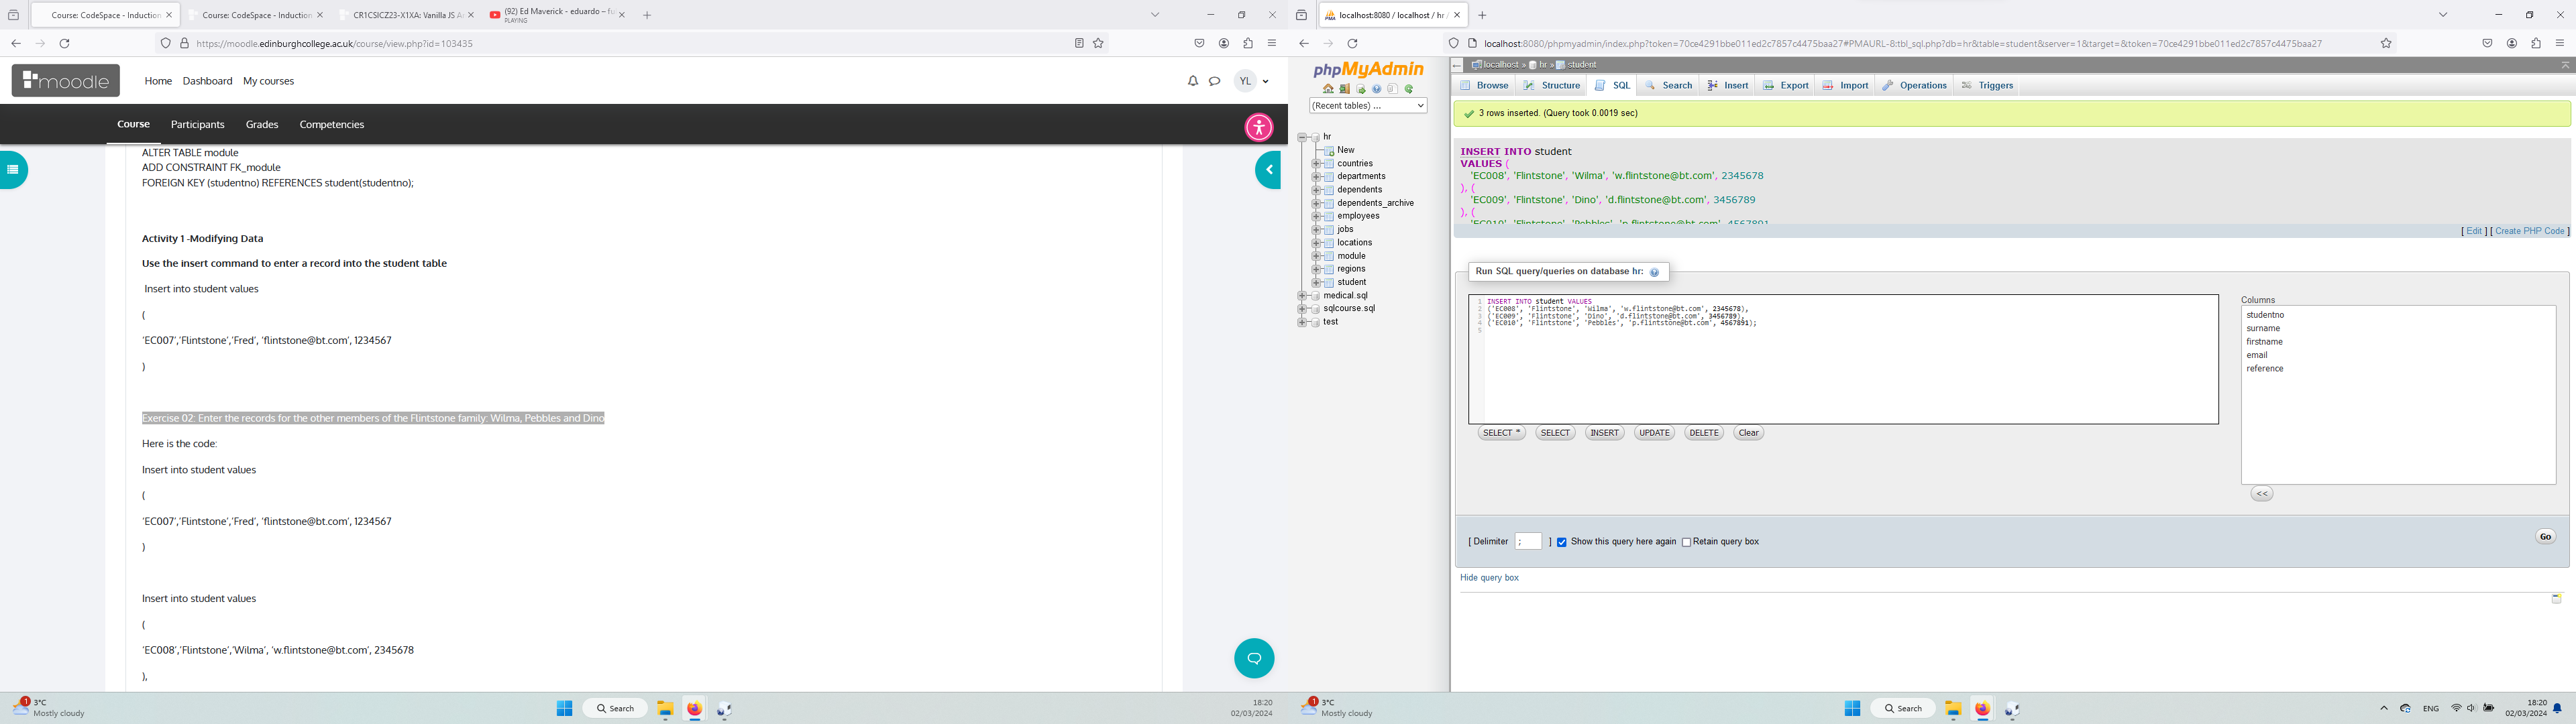 Course: CodeSpace - Induction
Course: CodeSpace - Induction
CR1CSICZ23-X1XA: Vanilla JS A
(92) Ed Maverick - eduardo – fu
PLAYING
https://moodle.edinburghcollege.ac.uk/course/view.php?id=103435
moodle
Home
Dashboard
My courses
YL
Course
Participants
Grades
Competencies
ALTER TABLE module
ADD CONSTRAINT FK_module
FOREIGN KEY (studentno) REFERENCES student(studentno);
Activity 1 -Modifying Data
Use the insert command to enter a record into the student table
Insert into student values
(
'EC007','Flintstone','Fred', 'flintstone@bt.com', 1234567
)
Exercise 02: Enter the records for the other members of the Flintstone family: Wilma, Pebbles and Dino
Here is the code:
Insert into student values
(
'EC007','Flintstone','Fred', 'flintstone@bt.com', 1234567
)
Insert into student values
(
'EC008','Flintstone','Wilma', 'w.flintstone@bt.com', 2345678
),
1
3°C
Mostly cloudy
Search
18:20
02/03/2024
localhost:8080 / localhost / hr /
localhost:8080/phpmyadmin/index.php?token=70ce4291bbe011ed2c7857c4475baa27#PMAURL-8:tbl_sql.php?db=hr&table=student&server=1&target=&token=70ce4291bbe011ed2c7857c4475baa27
phpMyAdmin
(Recent tables) ...
hr
New
countries
departments
dependents
dependents_archive
employees
jobs
locations
module
regions
student
medical.sql
sqlcourse.sql
test
localhost » hr » student
Browse
Structure
SQL
Search
Insert
Export
Import
Operations
Triggers
3 rows inserted. (Query took 0.0019 sec)
INSERT INTO student
VALUES (
'EC008', 'Flintstone', 'Wilma', 'w.flintstone@bt.com', 2345678
), (
'EC009', 'Flintstone', 'Dino', 'd.flintstone@bt.com', 3456789
), (
'EC010', 'Flintstone', 'Pebbles', 'p.flintstone@bt.com', 4567891
[ Edit ] [ Create PHP Code ]
Run SQL query/queries on database hr:
1 INSERT INTO student VALUES
2 ('EC008', 'Flintstone', 'Wilma', 'w.flintstone@bt.com', 2345678),
3 ('EC009', 'Flintstone', 'Dino', 'd.flintstone@bt.com', 3456789),
4 ('EC010', 'Flintstone', 'Pebbles', 'p.flintstone@bt.com', 4567891);
5
Columns
studentno
surname
firstname
email
reference
SELECT *
SELECT
INSERT
UPDATE
DELETE
Clear
<<
[ Delimiter ; ] Show this query here again Retain query box
Go
Hide query box
1
3°C
Mostly cloudy
Search
ENG
18:20
02/03/2024